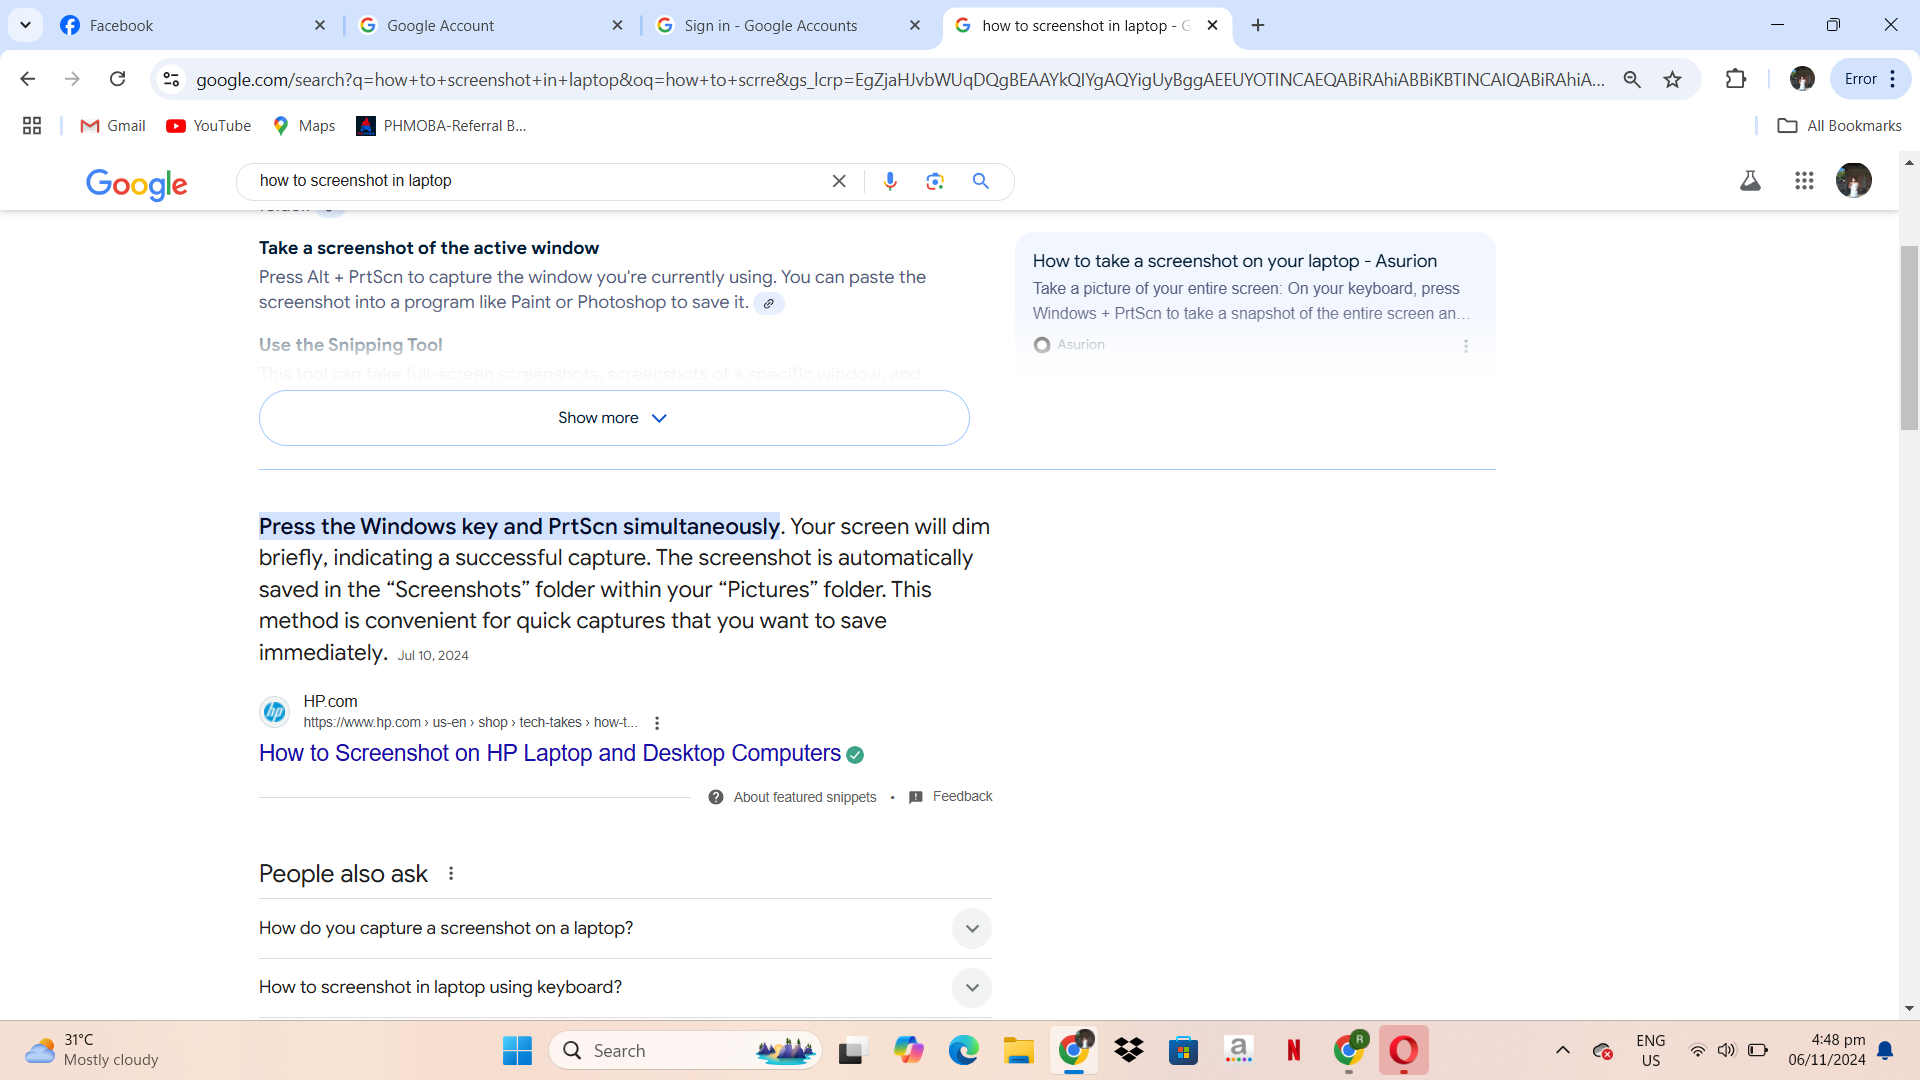 Facebook
Google Account
Sign in - Google Accounts
how to screenshot in laptop - G
google.com/search?q=how+to+screenshot+in+laptop&oq=how+to+scrre&gs_lcrp=EgZjaHJvbWUqDQgBEAAYkQIYgAQYigUyBggAEEUYOTINCAEQABiRAhiABBiKBTINCAIQABiRAhiA...
Error
Gmail
YouTube
Maps
PHMOBA-Referral B...
All Bookmarks
Google
how to screenshot in laptop
Take a screenshot of the active window
Press Alt + PrtScn to capture the window you're currently using. You can paste the
screenshot into a program like Paint or Photoshop to save it.
Use the Snipping Tool
This tool can take full-screen screenshots, screenshots of a specific window, and
Show more
How to take a screenshot on your laptop - Asurion
Take a picture of your entire screen: On your keyboard, press
Windows + PrtScn to take a snapshot of the entire screen an...
Asurion
Press the Windows key and PrtScn simultaneously. Your screen will dim
briefly, indicating a successful capture. The screenshot is automatically
saved in the “Screenshots” folder within your “Pictures” folder. This
method is convenient for quick captures that you want to save
immediately. Jul 10, 2024
hp
HP.com
https://www.hp.com › us-en › shop › tech-takes › how-t...
How to Screenshot on HP Laptop and Desktop Computers
About featured snippets • Feedback
People also ask
How do you capture a screenshot on a laptop?
How to screenshot in laptop using keyboard?
31°C
Mostly cloudy
Search
a
N
R
ENG
US
4:48 pm
06/11/2024